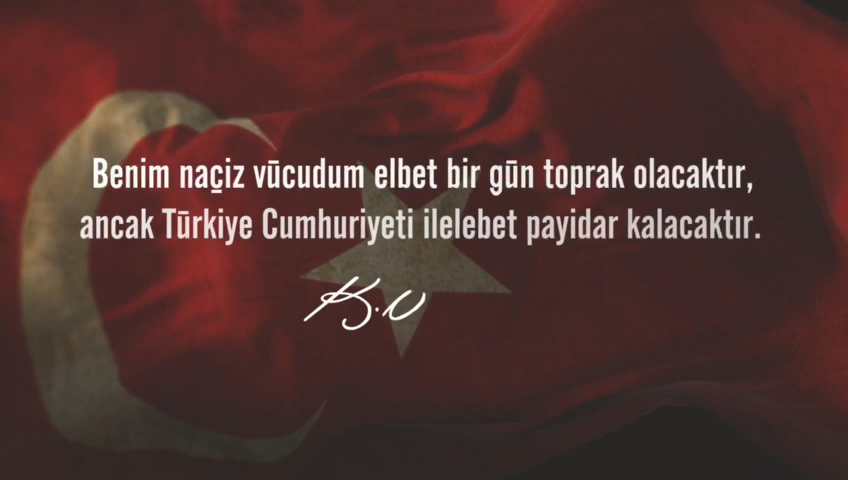 Benim naçiz vücudum elbet bir gün toprak olacaktır,
ancak Türkiye Cumhuriyeti ilelebet payidar kalacaktır.